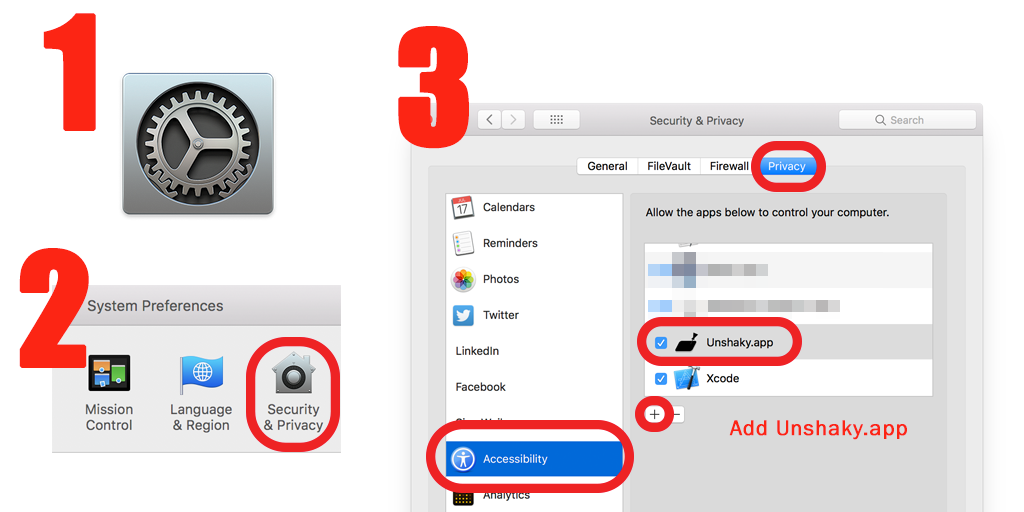 1
2
System Preferences
Mission Control
Language & Region
Security & Privacy
3
Security & Privacy
Search
General
FileVault
Firewall
Privacy
JUL
17
Calendars
Reminders
Photos
Twitter
LinkedIn
Facebook
Accessibility
Analytics
Allow the apps below to control your computer.
Unshaky.app
Xcode
+
−
Add Unshaky.app